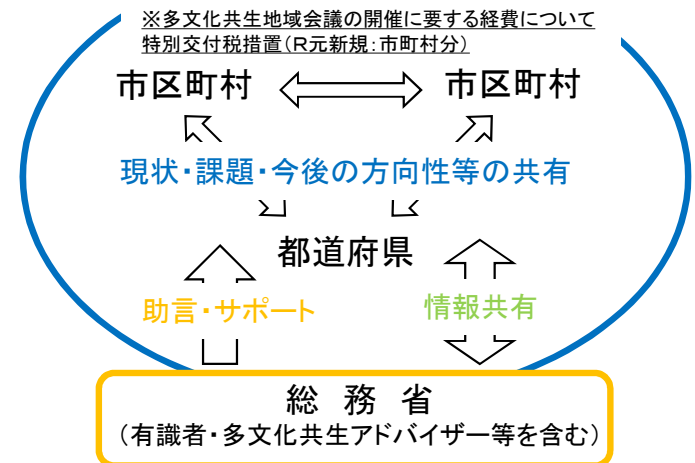 ※多文化共生地域会議の開催に要する経費について
特別交付税措置(R元新規:市町村分)
市区町村 市区町村
現状・課題・今後の方向性等の共有
都道府県
助言・サポート 情報共有
総 務 省
(有識者・多文化共生アドバイザー等を含む)